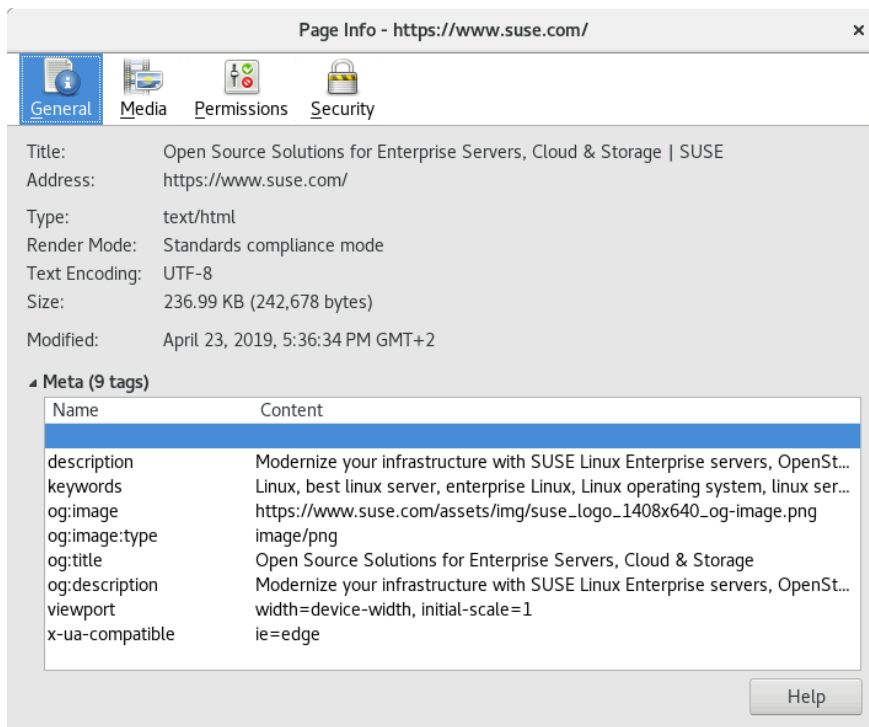 Page Info - https://www.suse.com/ ×
General Media Permissions Security
Title: Open Source Solutions for Enterprise Servers, Cloud & Storage | SUSE
Address: https://www.suse.com/
Type: text/html
Render Mode: Standards compliance mode
Text Encoding: UTF-8
Size: 236.99 KB (242,678 bytes)
Modified: April 23, 2019, 5:36:34 PM GMT+2
Meta (9 tags)
Name Content
description Modernize your infrastructure with SUSE Linux Enterprise servers, OpenSt...
keywords Linux, best linux server, enterprise Linux, Linux operating system, linux ser...
og:image https://www.suse.com/assets/img/suse_logo_1408x640_og-image.png
og:image:type image/png
og:title Open Source Solutions for Enterprise Servers, Cloud & Storage
og:description Modernize your infrastructure with SUSE Linux Enterprise servers, OpenSt...
viewport width=device-width, initial-scale=1
x-ua-compatible ie=edge
Help